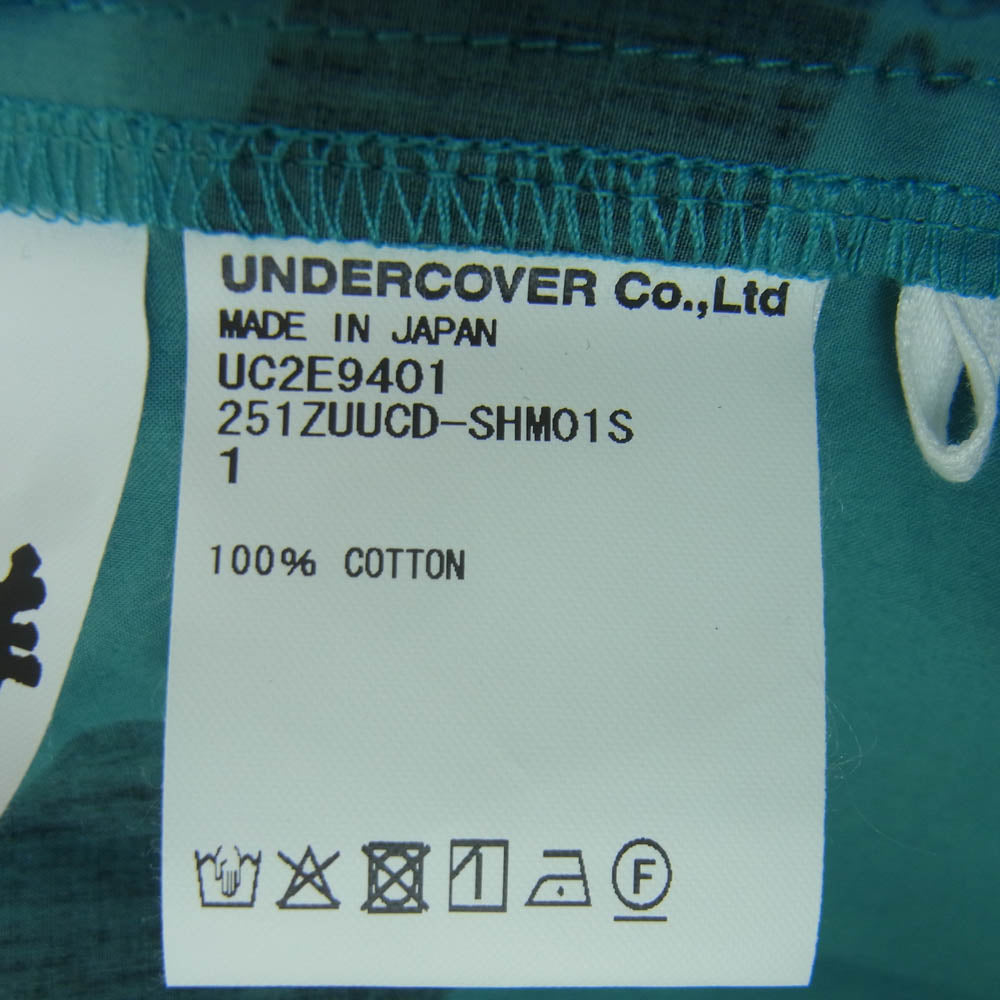 UNDERCOVER Co.,Ltd
MADE IN JAPAN
UC2E9401
251ZUUCD-SHM01S
1
100% COTTON
F